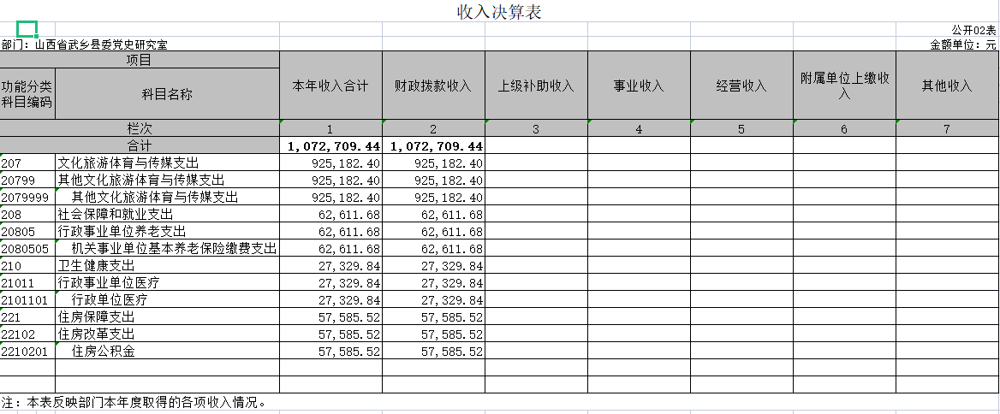 收入决算表
公开02表
部门：山西省武乡县委党史研究室 金额单位：元
项目 本年收入合计 财政拨款收入 上级补助收入 事业收入 经营收入 附属单位上缴收入 其他收入
功能分类科目编码 科目名称
栏次 1 2 3 4 5 6 7
合计 1,072,709.44 1,072,709.44
207 文化旅游体育与传媒支出 925,182.40 925,182.40
20799 其他文化旅游体育与传媒支出 925,182.40 925,182.40
2079999 其他文化旅游体育与传媒支出 925,182.40 925,182.40
208 社会保障和就业支出 62,611.68 62,611.68
20805 行政事业单位养老支出 62,611.68 62,611.68
2080505 机关事业单位基本养老保险缴费支出 62,611.68 62,611.68
210 卫生健康支出 27,329.84 27,329.84
21011 行政事业单位医疗 27,329.84 27,329.84
2101101 行政单位医疗 27,329.84 27,329.84
221 住房保障支出 57,585.52 57,585.52
22102 住房改革支出 57,585.52 57,585.52
2210201 住房公积金 57,585.52 57,585.52
注：本表反映部门本年度取得的各项收入情况。